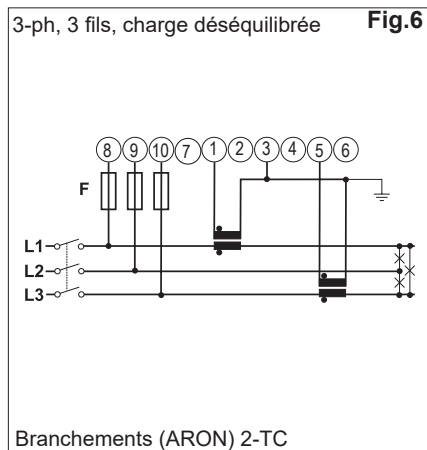 3-ph, 3 fils, charge déséquilibrée Fig.6
8 9 10 7 1 2 3 4 5 6
F
L1
L2
L3
Branchements (ARON) 2-TC